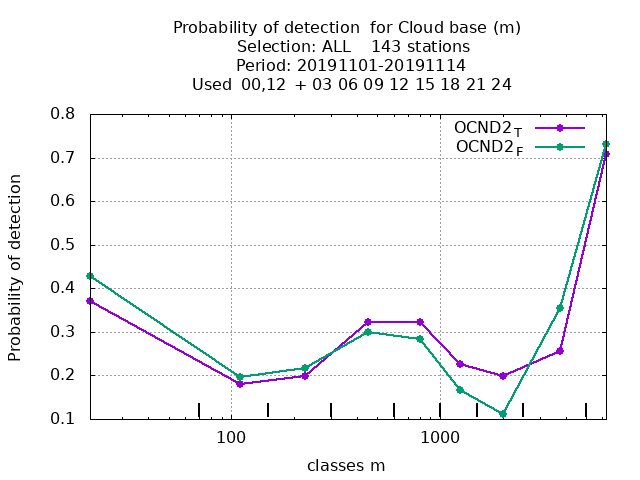 Probability of detection  for Cloud base (m)
Selection: ALL    143 stations
Period: 20191101-20191114
Used  00,12  + 03 06 09 12 15 18 21 24
0.8
0.7
0.6
0.5
0.4
0.3
0.2
0.1
Probability of detection
OCND2T
OCND2F
100
1000
classes m